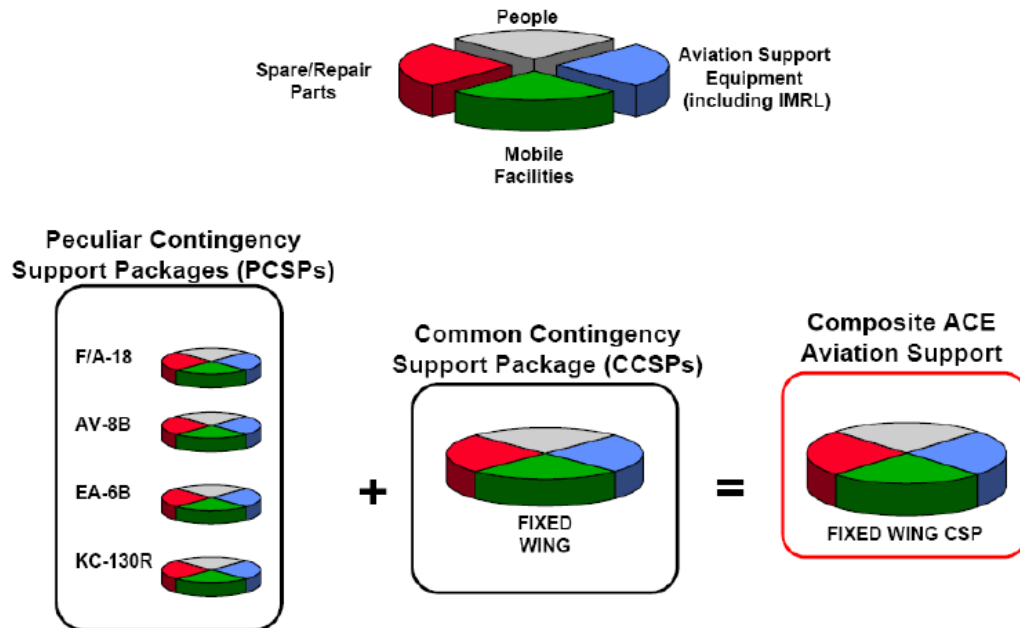 People
Spare/Repair
Parts
Aviation Support
Equipment
(including IMRL)
Mobile
Facilities
Peculiar Contingency
Support Packages (PCSPs)
F/A-18
AV-8B
EA-6B
KC-130R
+
Common Contingency
Support Package (CCSPs)
FIXED
WING
=
Composite ACE
Aviation Support
FIXED WING CSP